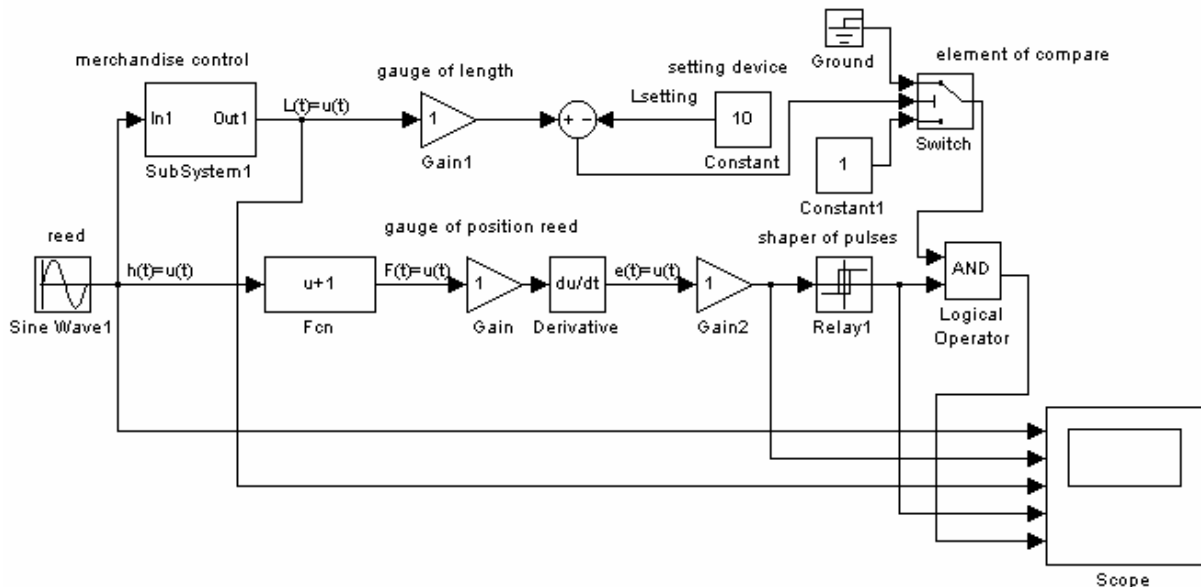 Ground
element of compare
merchandise control
gauge of length
setting device
In1
Out1
L(t)=u(t)
1
+ -
Lsetting
10
Switch
SubSystem1
Gain1
Constant
1
Constant1
reed
gauge of position reed
shaper of pulses
h(t)=u(t)
u+1
F(t)=u(t)
1
du/dt
e(t)=u(t)
1
AND
Sine Wave1
Fcn
Gain
Derivative
Gain2
Relay1
Logical
Operator
Scope